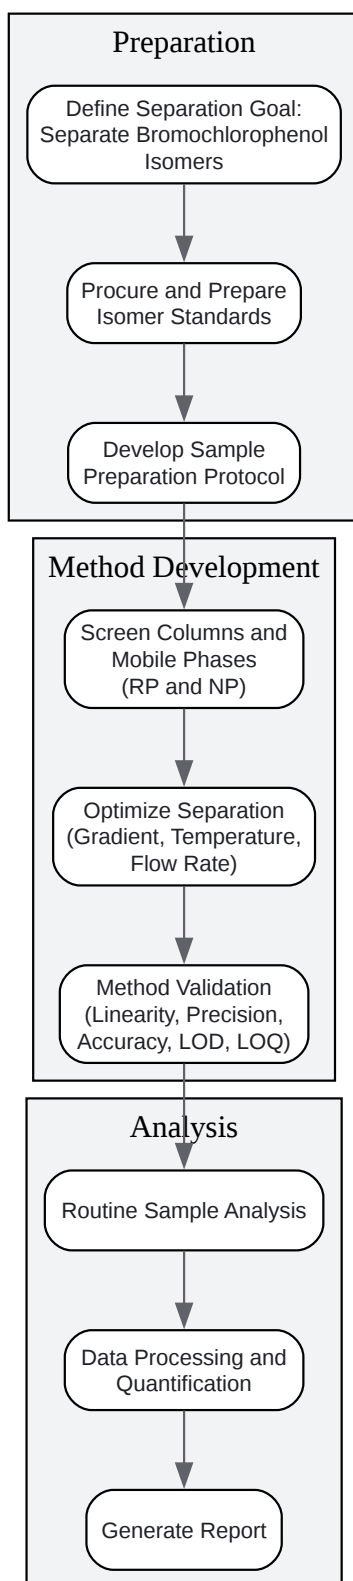 Preparation
Define Separation Goal:
Separate Bromochlorophenol
Isomers
Procure and Prepare
Isomer Standards
Develop Sample
Preparation Protocol
Method Development
Screen Columns and
Mobile Phases
(RP and NP)
Optimize Separation
(Gradient, Temperature,
Flow Rate)
Method Validation
(Linearity, Precision,
Accuracy, LOD, LOQ)
Analysis
Routine Sample Analysis
Data Processing and
Quantification
Generate Report